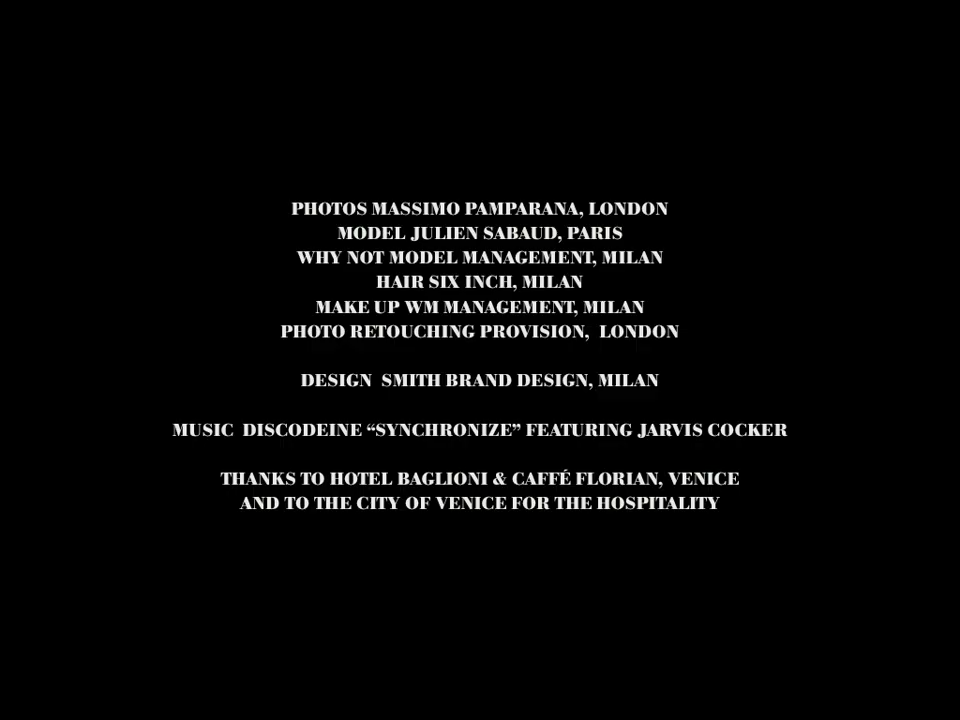 PHOTOS MASSIMO PAMPARANA, LONDON
MODEL JULIEN SABAUD, PARIS
WHY NOT MODEL MANAGEMENT, MILAN
HAIR SIX INCH, MILAN
MAKE UP WM MANAGEMENT, MILAN
PHOTO RETOUCHING PROVISION, LONDON
DESIGN SMITH BRAND DESIGN, MILAN
MUSIC DISCODEINE “SYNCHRONIZE” FEATURING JARVIS COCKER
THANKS TO HOTEL BAGLIONI & CAFFÉ FLORIAN, VENICE
AND TO THE CITY OF VENICE FOR THE HOSPITALITY